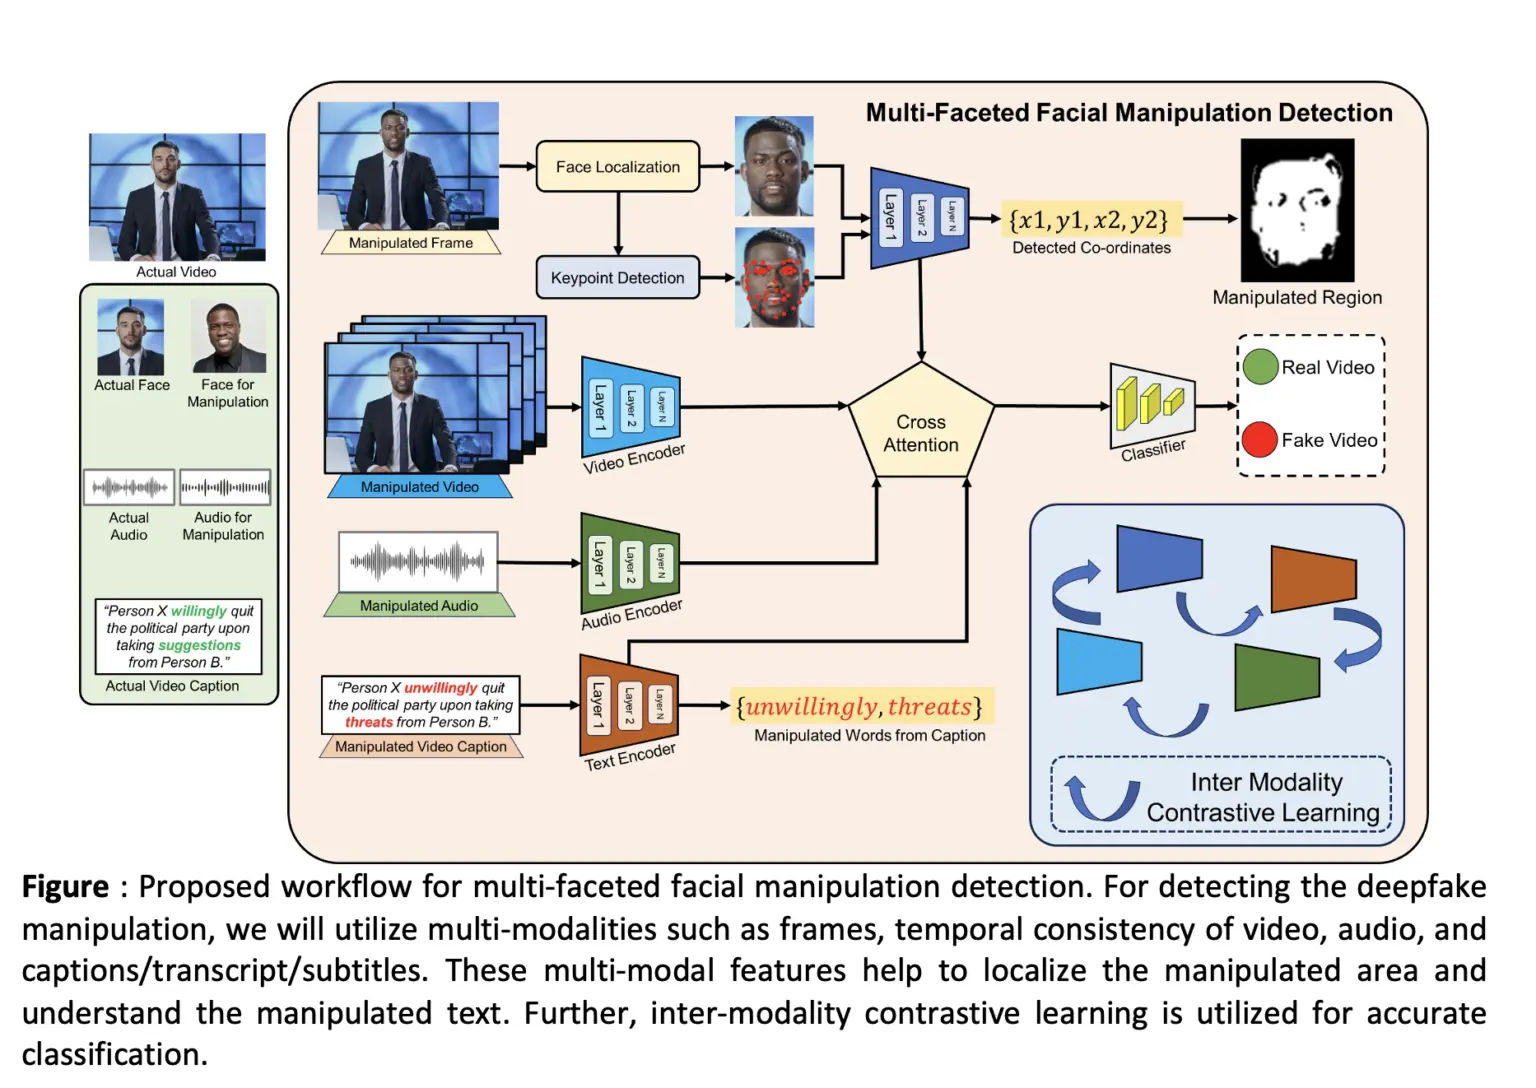 Multi-Faceted Facial Manipulation Detection
Actual Video
Actual Face
Face for
Manipulation
Actual
Audio
Audio for
Manipulation
“Person X willingly quit
the political party upon
taking suggestions
from Person B.”
Actual Video Caption
Manipulated Frame
Face Localization
Keypoint Detection
Layer 1
Layer 2
Layer N
{x1, y1, x2, y2}
Detected Co-ordinates
Manipulated Region
Manipulated Video
Layer 1
Layer 2
Layer N
Video Encoder
Cross
Attention
Classifier
Real Video
Fake Video
Manipulated Audio
Layer 1
Layer 2
Layer N
Audio Encoder
“Person X unwillingly quit
the political party upon taking
threats from Person B.”
Manipulated Video Caption
Layer 1
Layer 2
Layer N
Text Encoder
{unwillingly, threats}
Manipulated Words from Caption
Inter Modality
Contrastive Learning
Figure : Proposed workflow for multi-faceted facial manipulation detection. For detecting the deepfake
manipulation, we will utilize multi-modalities such as frames, temporal consistency of video, audio, and
captions/transcript/subtitles. These multi-modal features help to localize the manipulated area and
understand the manipulated text. Further, inter-modality contrastive learning is utilized for accurate
classification.